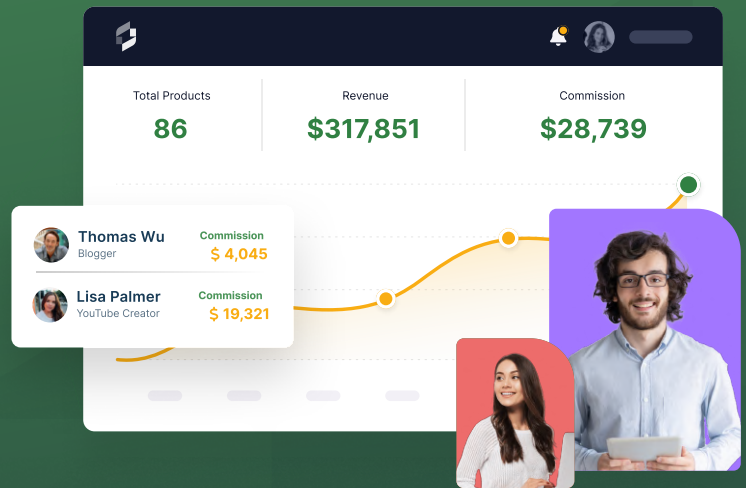 Total Products
Revenue
Commission
86
$317,851
$28,739
Thomas Wu
Blogger
Commission
$ 4,045
Lisa Palmer
YouTube Creator
Commission
$ 19,321